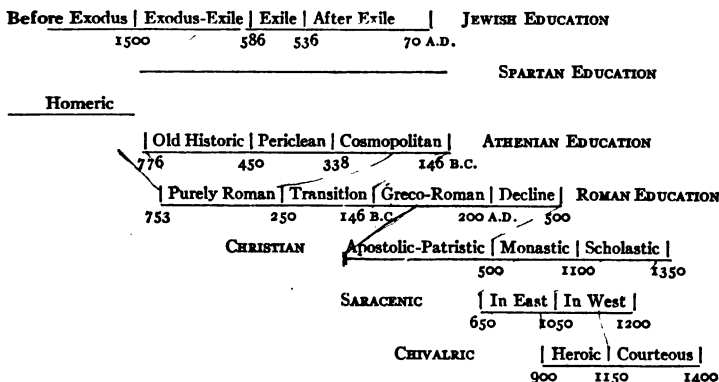 Before Exodus | Exodus-Exile | Exile | After Exile | JEWISH EDUCATION
1500 586 536 70 A.D.
SPARTAN EDUCATION
Homeric
| Old Historic | Periclean | Cosmopolitan | ATHENIAN EDUCATION
776 450 338 146 B.C.
| Purely Roman | Transition | Greco-Roman | Decline | ROMAN EDUCATION
753 250 146 B.C. 200 A.D. 500
CHRISTIAN Apostolic-Patristic | Monastic | Scholastic |
500 1100 1350
SARACENIC | In East | In West |
650 1050 1200
CHIVALRIC | Heroic | Courteous |
900 1150 1400